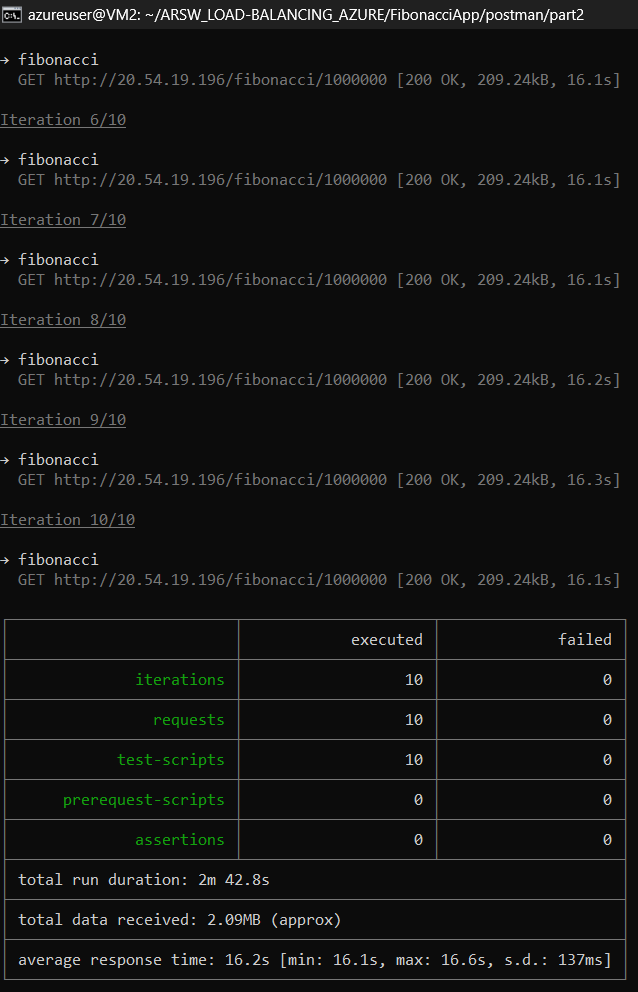 C:\. azureuser@VM2: ~/ARSW_LOAD-BALANCING_AZURE/FibonacciApp/postman/part2
→ fibonacci
GET http://20.54.19.196/fibonacci/1000000 [200 OK, 209.24kB, 16.1s]
Iteration 6/10
→ fibonacci
GET http://20.54.19.196/fibonacci/1000000 [200 OK, 209.24kB, 16.1s]
Iteration 7/10
→ fibonacci
GET http://20.54.19.196/fibonacci/1000000 [200 OK, 209.24kB, 16.1s]
Iteration 8/10
→ fibonacci
GET http://20.54.19.196/fibonacci/1000000 [200 OK, 209.24kB, 16.2s]
Iteration 9/10
→ fibonacci
GET http://20.54.19.196/fibonacci/1000000 [200 OK, 209.24kB, 16.3s]
Iteration 10/10
→ fibonacci
GET http://20.54.19.196/fibonacci/1000000 [200 OK, 209.24kB, 16.1s]
executed failed
iterations 10 0
requests 10 0
test-scripts 10 0
prerequest-scripts 0 0
assertions 0 0
total run duration: 2m 42.8s
total data received: 2.09MB (approx)
average response time: 16.2s [min: 16.1s, max: 16.6s, s.d.: 137ms]